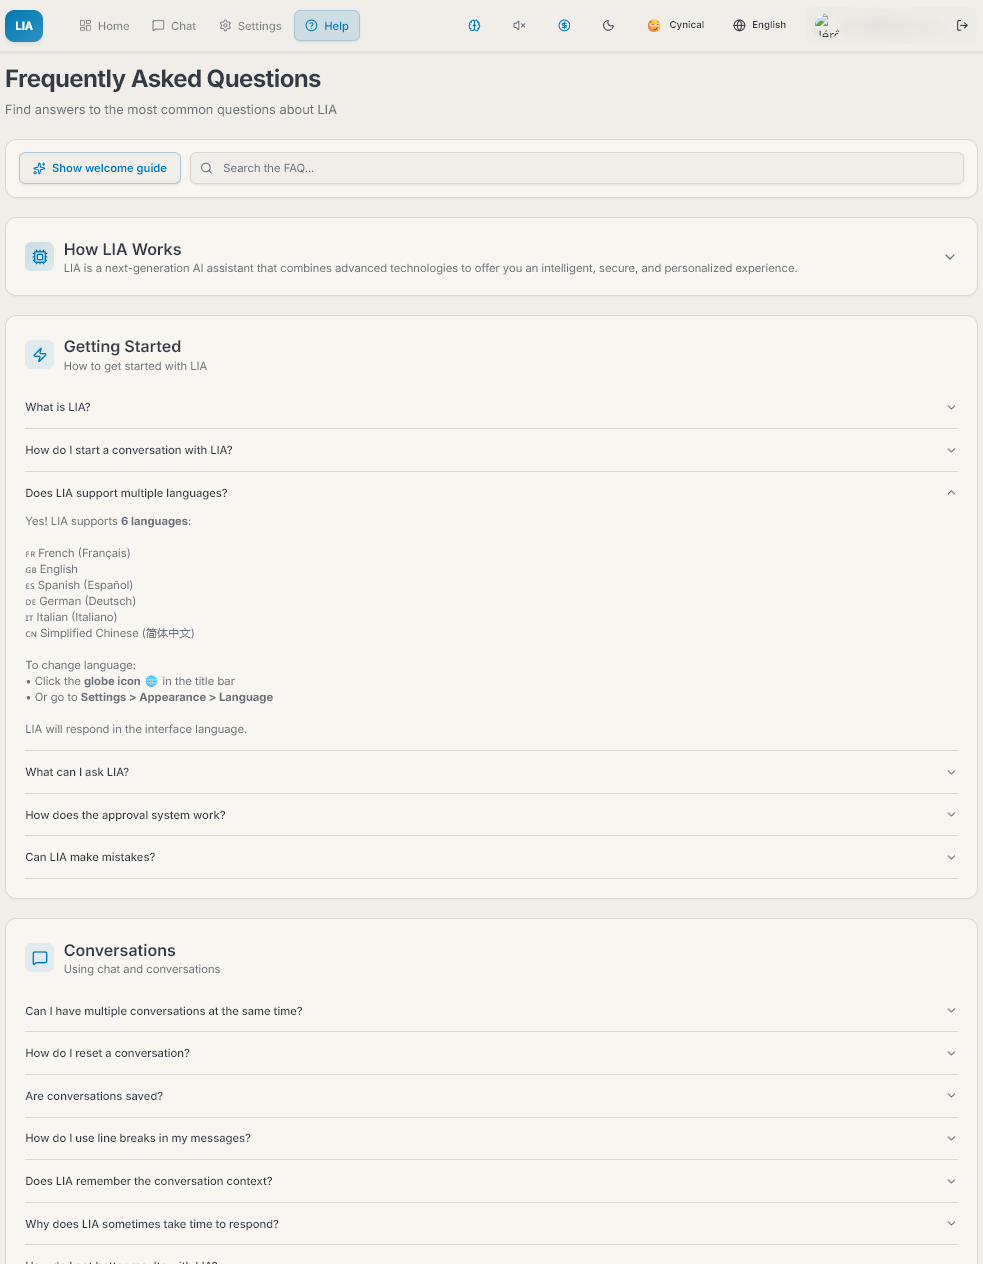 LIA
Home
Chat
Settings
Help
Cynical
English
Frequently Asked Questions
Find answers to the most common questions about LIA
Show welcome guide
Search the FAQ...
How LIA Works
LIA is a next-generation AI assistant that combines advanced technologies to offer you an intelligent, secure, and personalized experience.
Getting Started
How to get started with LIA
What is LIA?
How do I start a conversation with LIA?
Does LIA support multiple languages?
Yes! LIA supports 6 languages:
FR French (Français)
GB English
ES Spanish (Español)
DE German (Deutsch)
IT Italian (Italiano)
CN Simplified Chinese (简体中文)
To change language:
• Click the globe icon 🌐 in the title bar
• Or go to Settings > Appearance > Language
LIA will respond in the interface language.
What can I ask LIA?
How does the approval system work?
Can LIA make mistakes?
Conversations
Using chat and conversations
Can I have multiple conversations at the same time?
How do I reset a conversation?
Are conversations saved?
How do I use line breaks in my messages?
Does LIA remember the conversation context?
Why does LIA sometimes take time to respond?